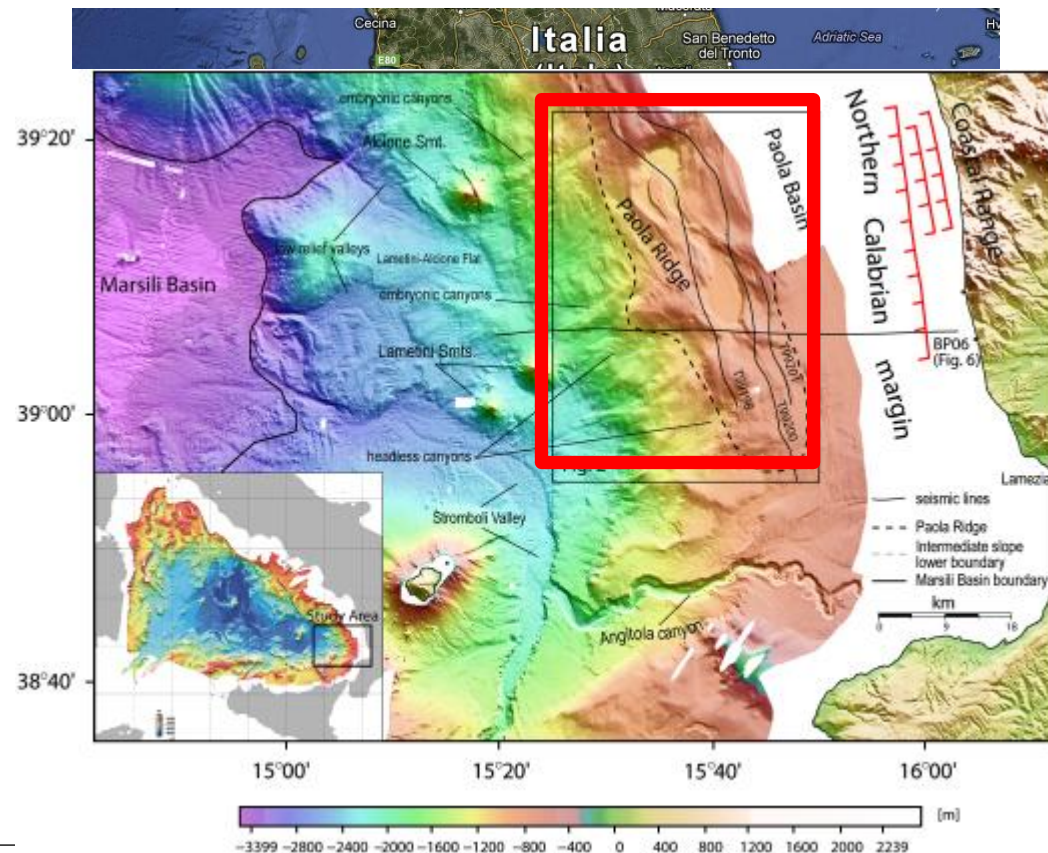 Cecina
E80
Italia
San Benedetto
del Tronto
Adriatic Sea
39°20'
39°00'
38°40'
embryonic canyons
Alcione Smt.
low relief valleys
Lametini-Alcione Flat
Marsili Basin
embryonic canyons
Lametini Smts.
headless canyons
Stromboli Valley
Angitola canyon
Paola Ridge
Paola Basin
Northern Calabrian margin
Coastal Range
BP06
(Fig. 6)
T99200
Lamezia
seismic lines
Paola Ridge
Intermediate slope
lower boundary
Marsili Basin boundary
km
0 9 18
Study Area
15°00' 15°20' 15°40' 16°00'
[m]
−3399 −2800 −2400 −2000 −1600 −1200 −800 −400 0 400 800 1200 1600 2000 2239